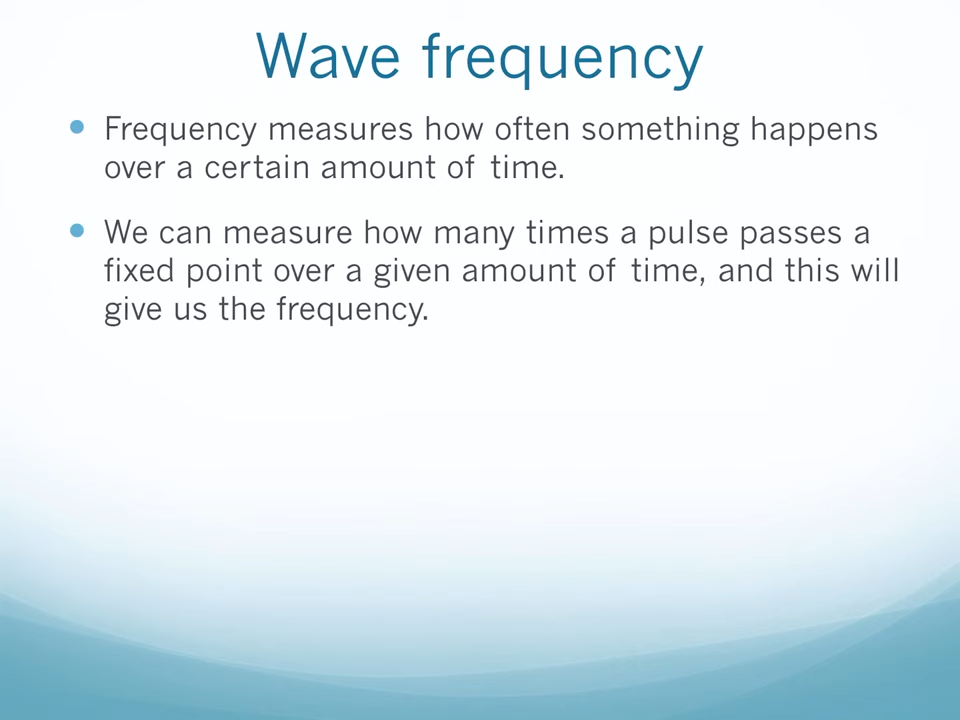 Wave frequency
• Frequency measures how often something happens
over a certain amount of time.
• We can measure how many times a pulse passes a
fixed point over a given amount of time, and this will
give us the frequency.